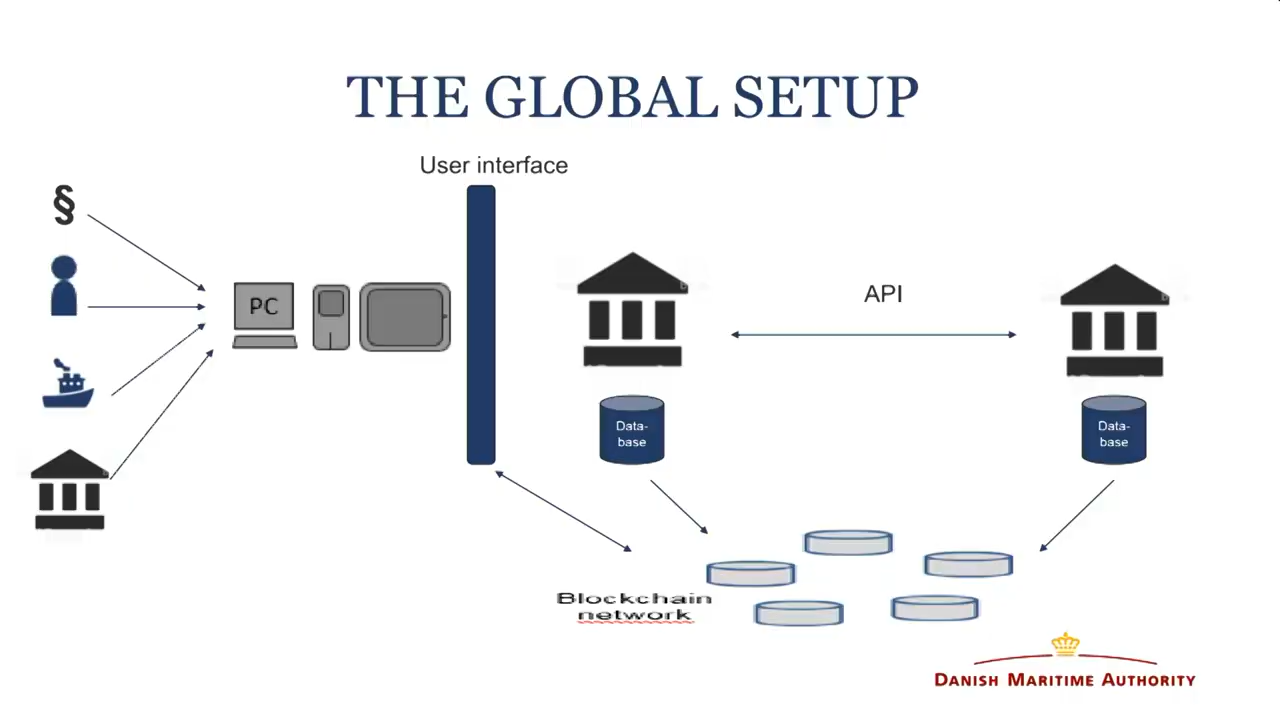 THE GLOBAL SETUP
User interface
§
PC
API
Data-
base
Data-
base
Blockchain
network
DANISH MARITIME AUTHORITY